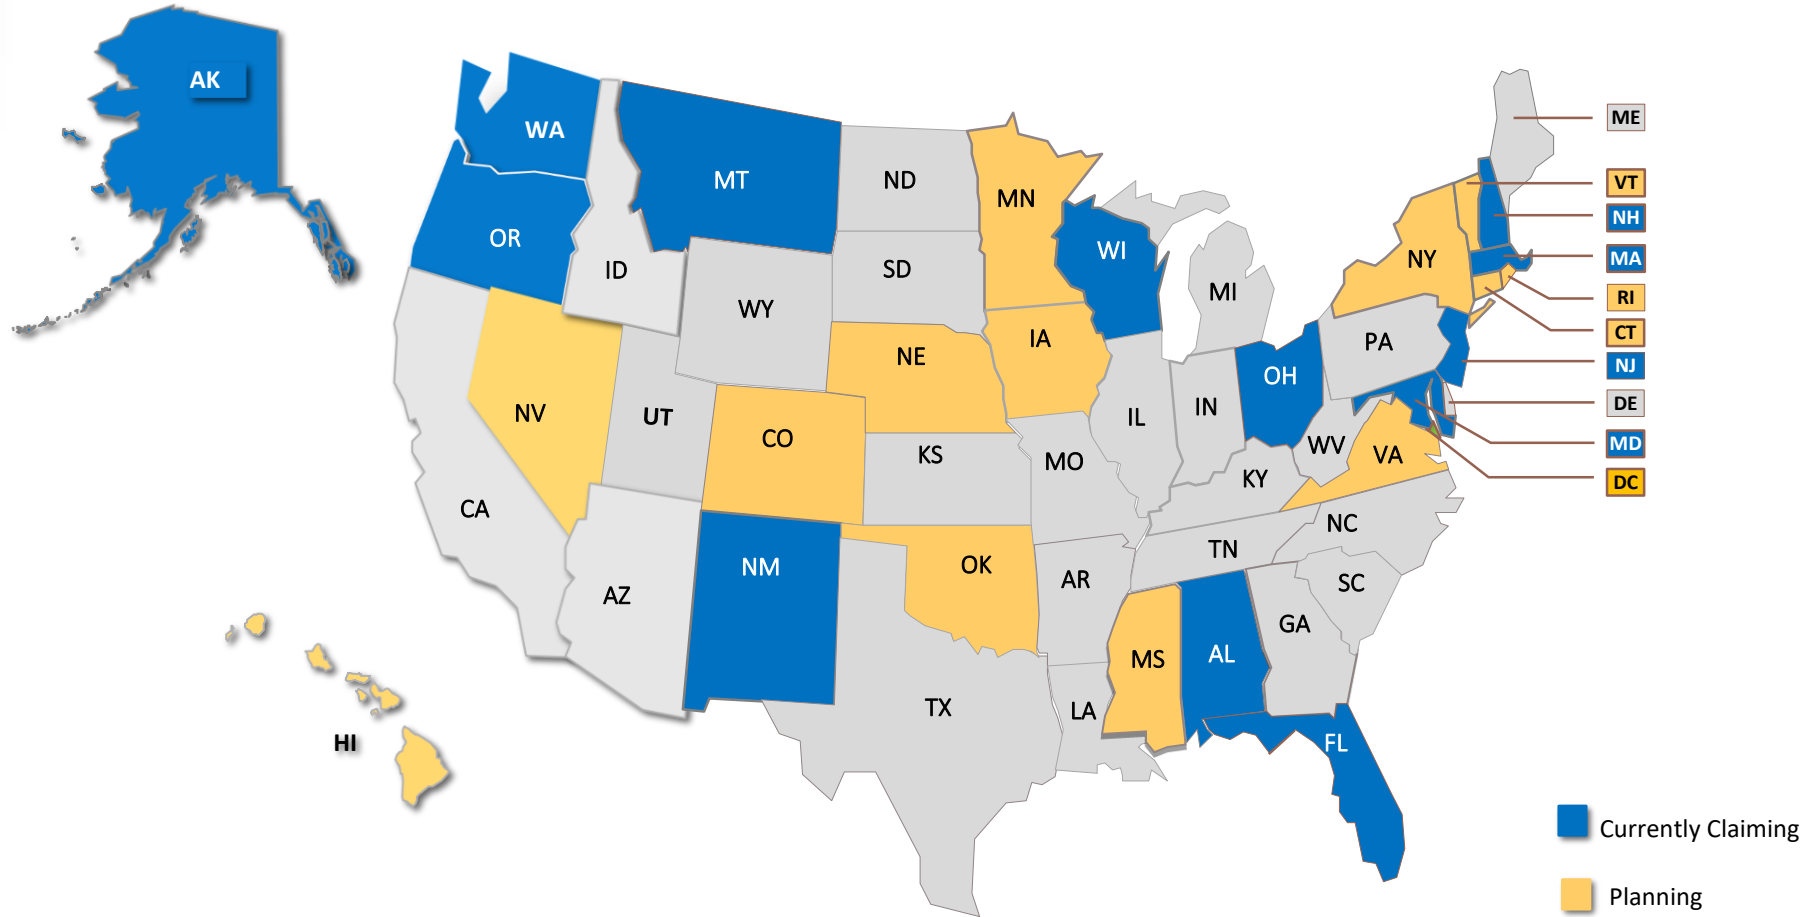 AK
WA
MT
ND
MN
ME
VT
NH
OR
ID
SD
WI
NY
MA
MI
RI
WY
CT
NE
IA
PA
NJ
OH
NV
UT
CO
IL
IN
DE
KS
MO
WV
VA
MD
KY
DC
CA
NC
NM
OK
TN
AR
SC
AZ
GA
MS
AL
TX
LA
HI
FL
Currently Claiming
Planning